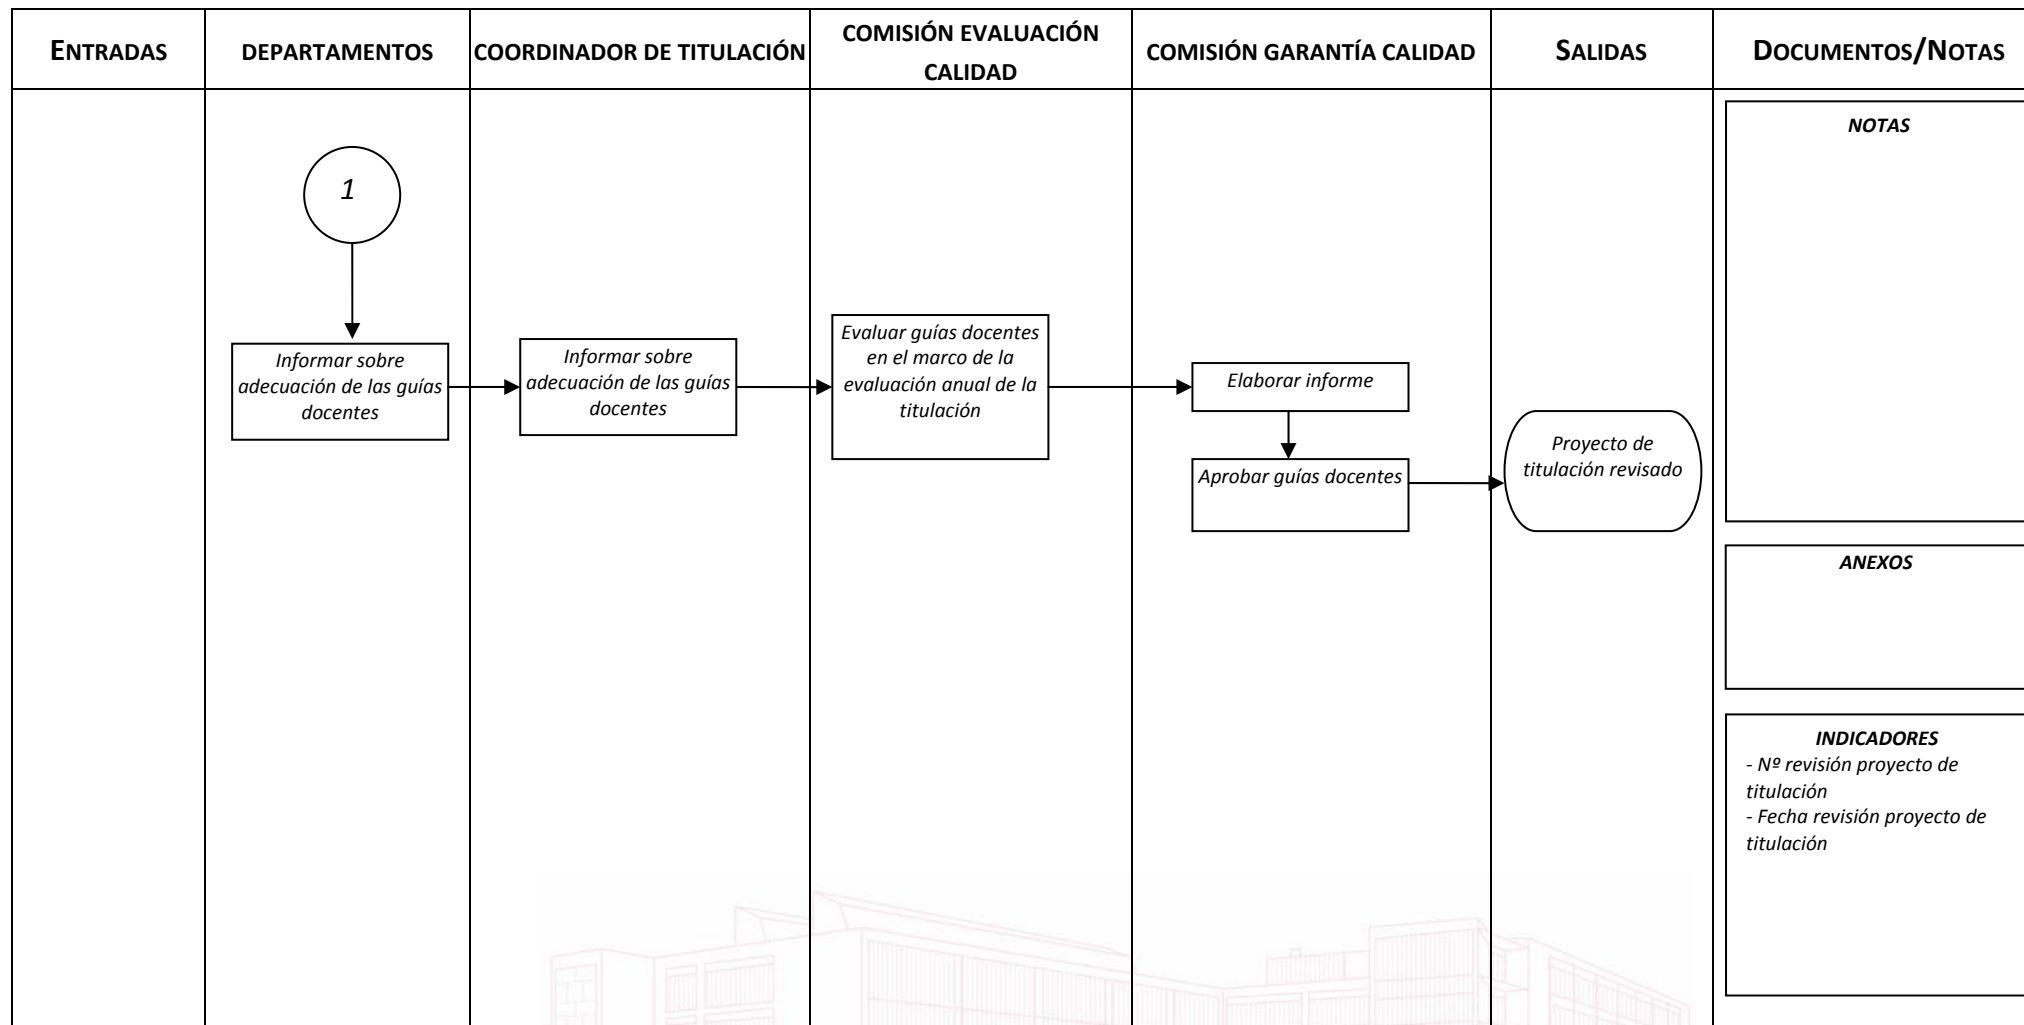 ENTRADAS
DEPARTAMENTOS
COORDINADOR DE TITULACIÓN
COMISIÓN EVALUACIÓN
CALIDAD
COMISIÓN GARANTÍA CALIDAD
SALIDAS
DOCUMENTOS/NOTAS
1
Informar sobre
adecuación de las guías
docentes
Informar sobre
adecuación de las guías
docentes
Evaluar guías docentes
en el marco de la
evaluación anual de la
titulación
Elaborar informe
Aprobar guías docentes
Proyecto de
titulación revisado
NOTAS
ANEXOS
INDICADORES
- Nº revisión proyecto de
titulación
- Fecha revisión proyecto de
titulación